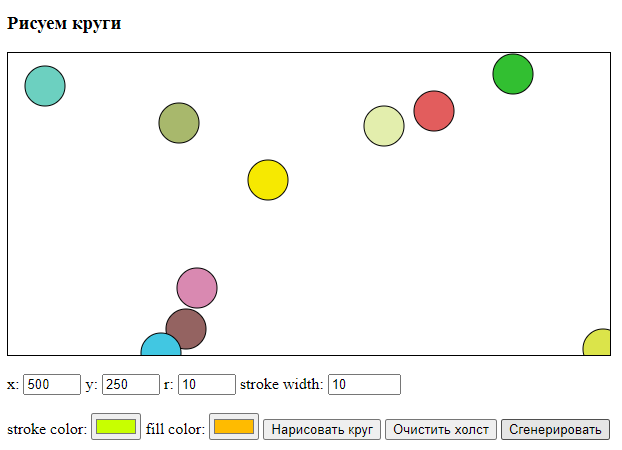 Рисуем круги
x: 500 y: 250 r: 10 stroke width: 10
stroke color: fill color: Нарисовать круг Очистить холст Сгенерировать